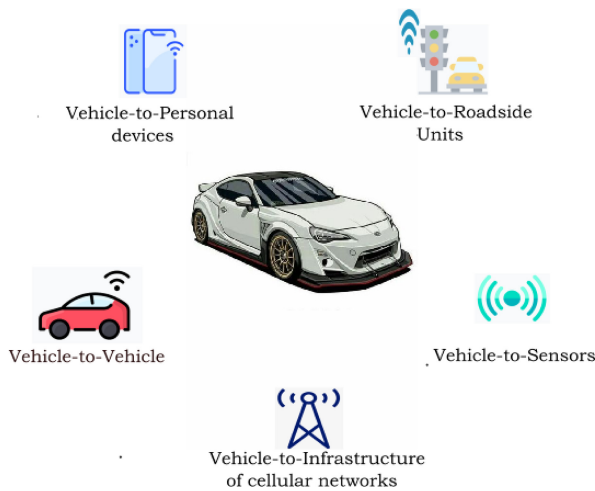 Vehicle-to-Personal
devices
Vehicle-to-Roadside
Units
Vehicle-to-Vehicle
Vehicle-to-Sensors
Vehicle-to-Infrastructure
of cellular networks